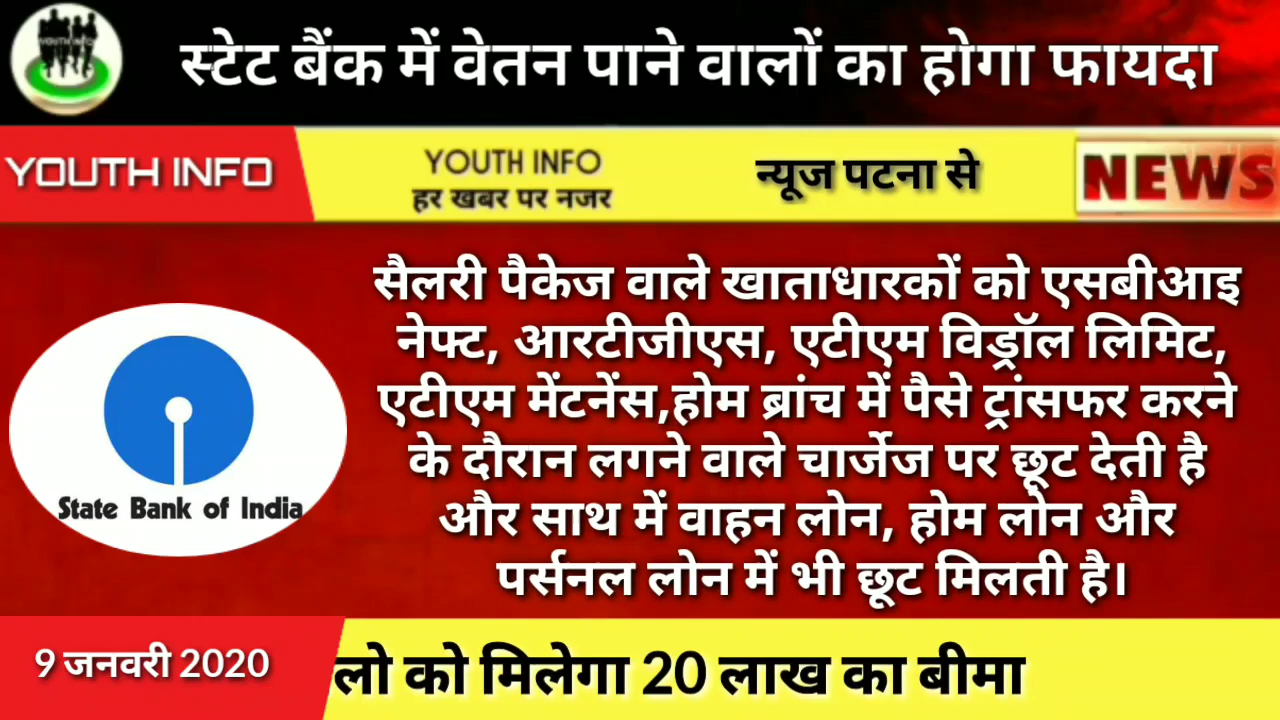 स्टेट बैंक में वेतन पाने वालों का होगा फायदा
YOUTH INFO
YOUTH INFO
हर खबर पर नजर
न्यूज पटना से
NEWS
सैलरी पैकेज वाले खाताधारकों को एसबीआइ
नेफ्ट, आरटीजीएस, एटीएम विड्रॉल लिमिट,
एटीएम मेंटनेंस,होम ब्रांच में पैसे ट्रांसफर करने
के दौरान लगने वाले चार्जेज पर छूट देती है
और साथ में वाहन लोन, होम लोन और
पर्सनल लोन में भी छूट मिलती है।
State Bank of India
9 जनवरी 2020
लो को मिलेगा 20 लाख का बीमा